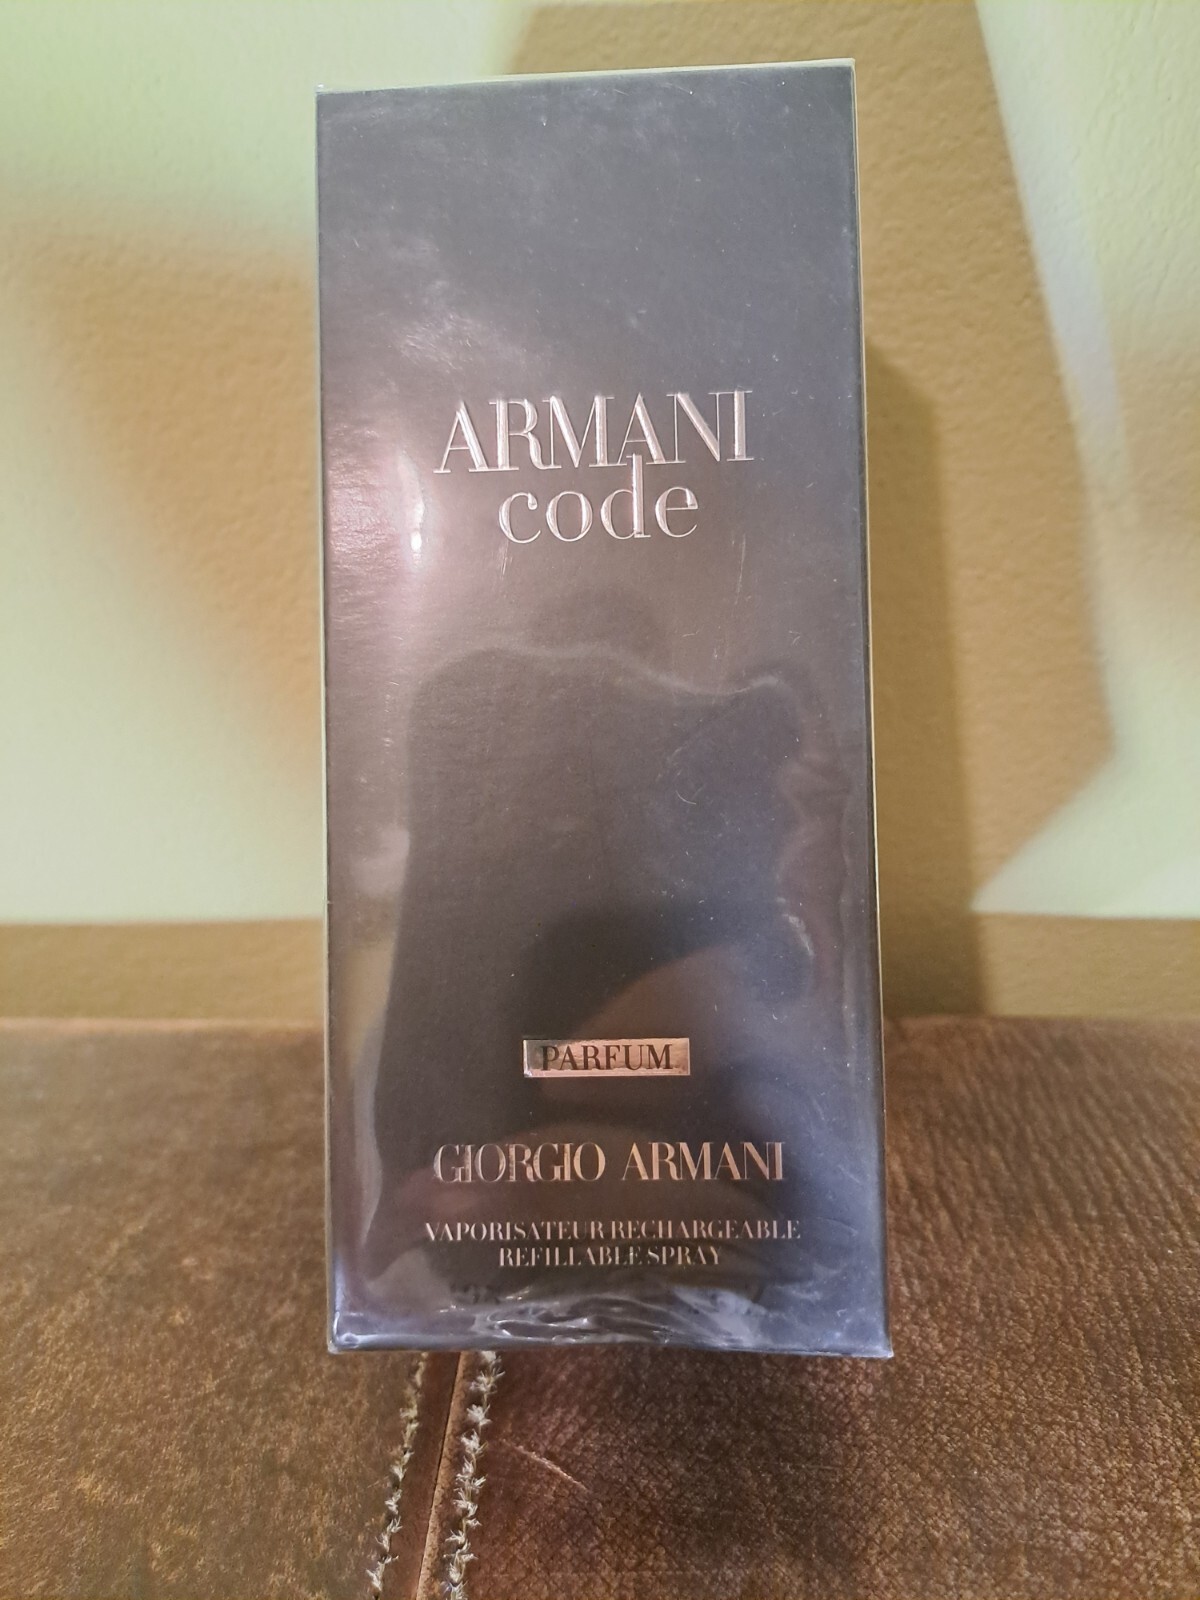 ARMANI
code
PARFUM
GIORGIO ARMANI
VAPORISATEUR RECHARGEABLE
REFILLABLE SPRAY